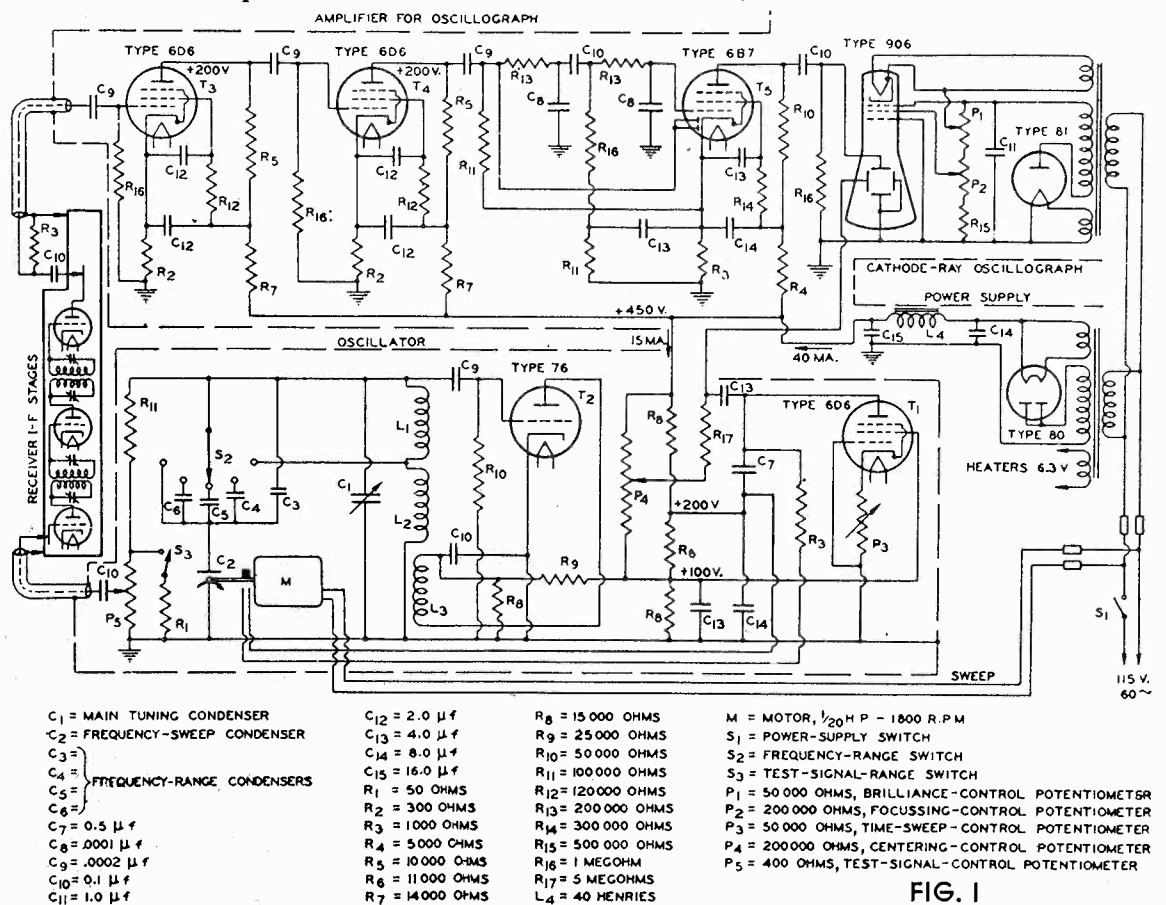 AMPLIFIER FOR OSCILLOGRAPH
TYPE 6D6
+200V
T3
C9
C9
R16
C12
R5
R12
C12
R2
R7
TYPE 6D6
+200V.
T4
C9
R16
C12
R5
R12
C12
R2
R7
R11
R13
C10
R13
C8
C8
R16
R11
C13
TYPE 6B7
T5
C10
R10
C13
R14
C14
R3
R4
R16
TYPE 906
P1
P2
R15
C11
TYPE 81
CATHODE-RAY OSCILLOGRAPH
POWER SUPPLY
R3
C10
RECEIVER I-F STAGES
+450 V.
15 MA.
40 MA.
C15
L4
C14
TYPE 80
HEATERS 6.3 V
OSCILLATOR
C9
TYPE 76
T2
R11
S2
C6
C5
C4
C3
C1
L1
L2
L3
R10
C10
R9
R8
P4
R8
R17
C13
TYPE 6D6
T1
C7
+200 V
R8
R3
P3
+100V.
R8
C13
C14
S3
C10
P5
R1
C2
M
S1
SWEEP
115 V.
60 ~
C1 = MAIN TUNING CONDENSER
C2 = FREQUENCY-SWEEP CONDENSER
C3 =
C4 =
C5 =
C6 =
FREQUENCY-RANGE CONDENSERS
C7 = 0.5 μf
C8 = .0001 μf
C9 = .0002 μf
C10 = 0.1 μf
C11 = 1.0 μf
C12 = 2.0 μf
C13 = 4.0 μf
C14 = 8.0 μf
C15 = 16.0 μf
R1 = 50 OHMS
R2 = 300 OHMS
R3 = 1000 OHMS
R4 = 5000 OHMS
R5 = 10000 OHMS
R6 = 11000 OHMS
R7 = 14000 OHMS
R8 = 15000 OHMS
R9 = 25000 OHMS
R10 = 50000 OHMS
R11 = 100000 OHMS
R12 = 120000 OHMS
R13 = 200000 OHMS
R14 = 300000 OHMS
R15 = 500000 OHMS
R16 = 1 MEGOHM
R17 = 5 MEGOHMS
L4 = 40 HENRIES
M = MOTOR, 1/20 H P - 1800 R.P.M
S1 = POWER-SUPPLY SWITCH
S2 = FREQUENCY-RANGE SWITCH
S3 = TEST-SIGNAL-RANGE SWITCH
P1 = 50000 OHMS, BRILLIANCE-CONTROL POTENTIOMETER
P2 = 200000 OHMS, FOCUSSING-CONTROL POTENTIOMETER
P3 = 50000 OHMS, TIME-SWEEP-CONTROL POTENTIOMETER
P4 = 200000 OHMS, CENTERING-CONTROL POTENTIOMETER
P5 = 400 OHMS, TEST-SIGNAL-CONTROL POTENTIOMETER
FIG. 1